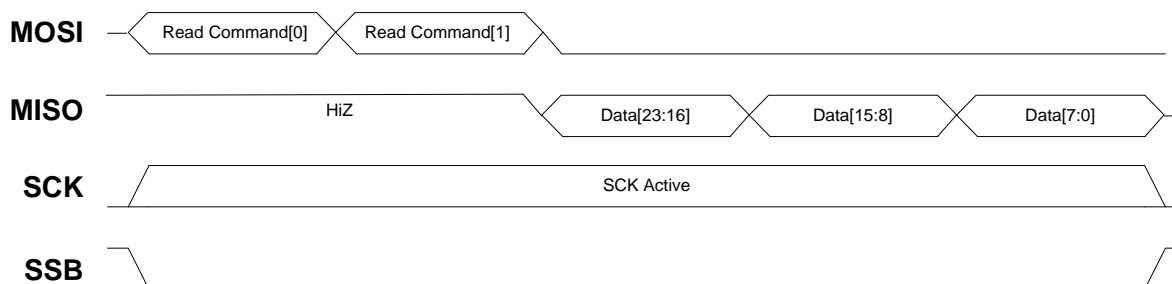 MOSI Read Command[0] Read Command[1]
MISO HiZ Data[23:16] Data[15:8] Data[7:0]
SCK SCK Active
SSB